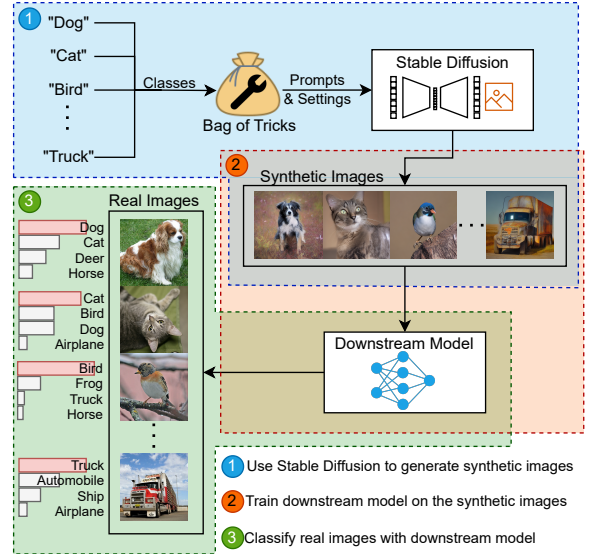 1
"Dog"
"Cat"
"Bird"
"Truck"
Classes
Bag of Tricks
Prompts
& Settings
Stable Diffusion
2
Synthetic Images
3
Real Images
Dog
Cat
Deer
Horse
Cat
Bird
Dog
Airplane
Bird
Frog
Truck
Horse
Truck
Automobile
Ship
Airplane
Downstream Model
1 Use Stable Diffusion to generate synthetic images
2 Train downstream model on the synthetic images
3 Classify real images with downstream model